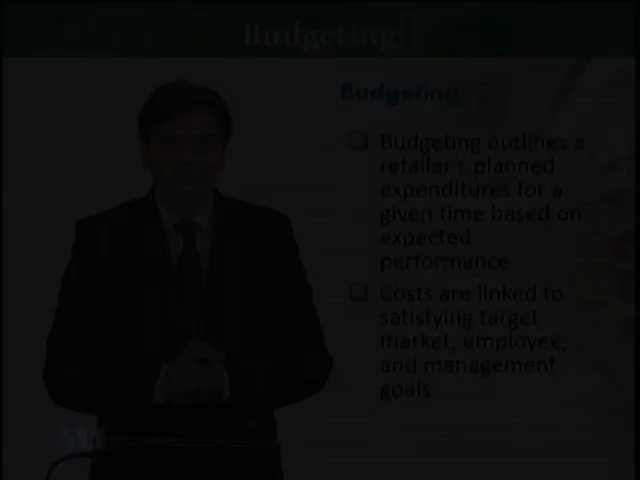 Budgeting
Budgeting
Budgeting outlines a
retailer's planned
expenditures for a
given time based on
expected
performance
Costs are linked to
satisfying target
market, employee,
and management
goals